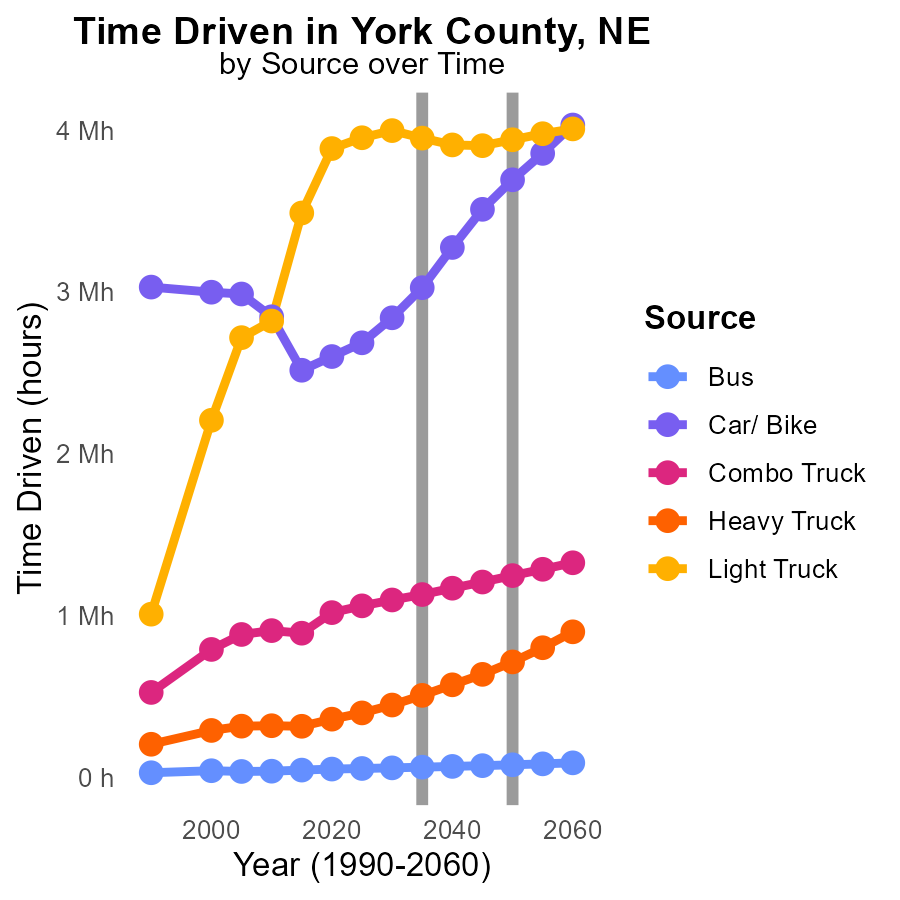 Time Driven in York County, NE
by Source over Time
Time Driven (hours)
4 Mh
3 Mh
2 Mh
1 Mh
0 h
2000 2020 2040 2060
Year (1990-2060)
Source
Bus
Car/ Bike
Combo Truck
Heavy Truck
Light Truck